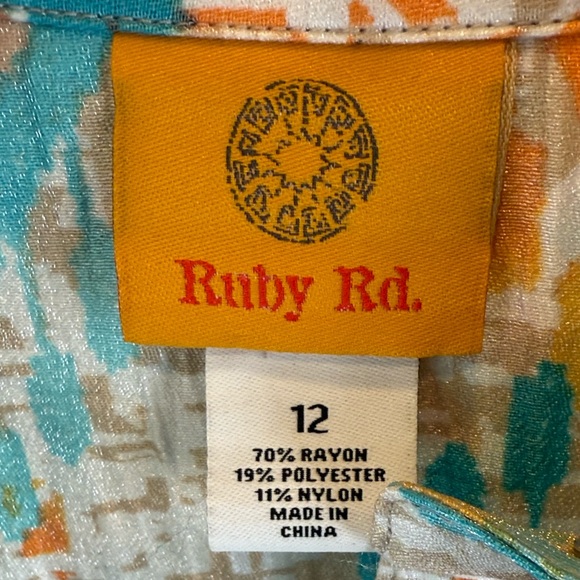 Ruby Rd.
12
70% RAYON
19% POLYESTER
11% NYLON
MADE IN
CHINA